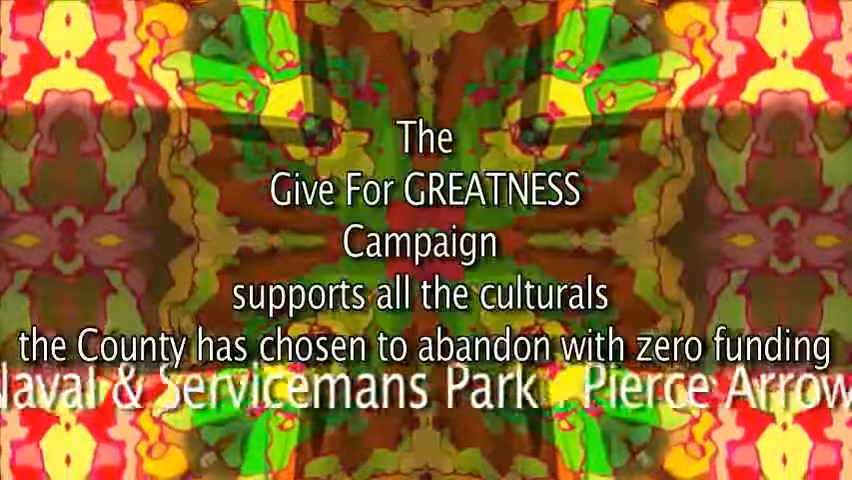 The
Give For GREATNESS
Campaign
supports all the culturals
the County has chosen to abandon with zero funding
Naval & Servicemans Park . Pierce Arrow